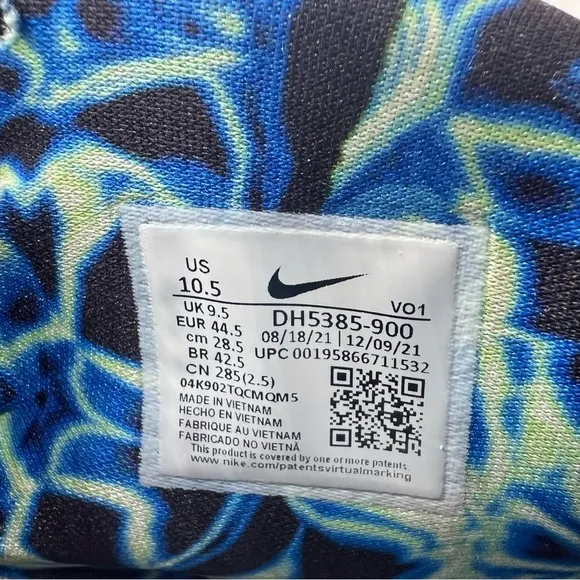 US
10.5
VO1
UK 9.5
DH5385-900
EUR 44.5
08/18/21 | 12/09/21
cm 28.5
UPC 00195866711532
BR 42.5
CN 285(2.5)
04K902TQCMQM5
MADE IN VIETNAM
HECHO EN VIETNAM
FABRIQUE AU VIETNAM
FABRICADO NO VIETNÃ
This product is covered by one of more patents
www.nike.com/patentsvirtualmarking